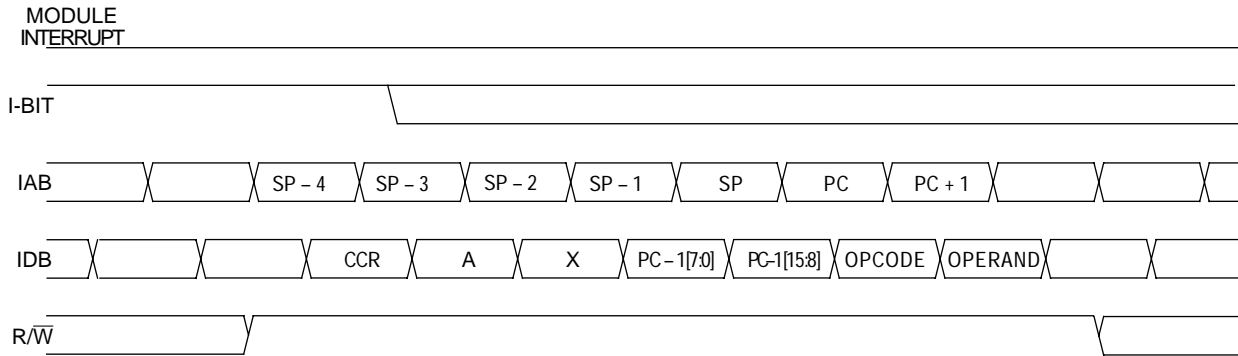 MODULE
INTERRUPT
I-BIT
IAB SP – 4 SP – 3 SP – 2 SP – 1 SP PC PC + 1
IDB CCR A X PC – 1[7:0] PC–1[15:8] OPCODE OPERAND
R/W̅